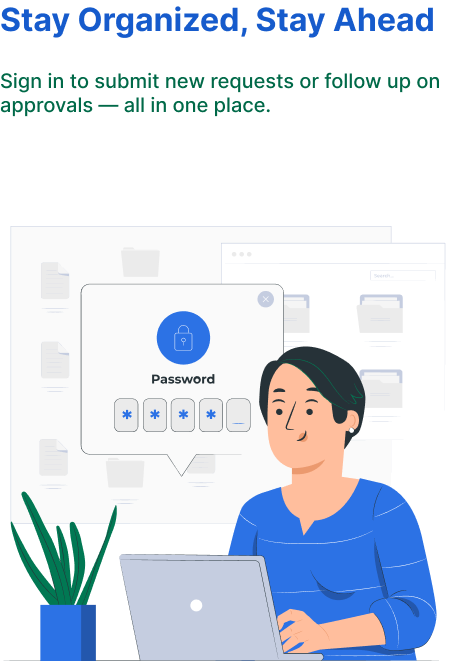 Stay Organized, Stay Ahead
Sign in to submit new requests or follow up on
approvals — all in one place.
Search...
Password
* * * * _